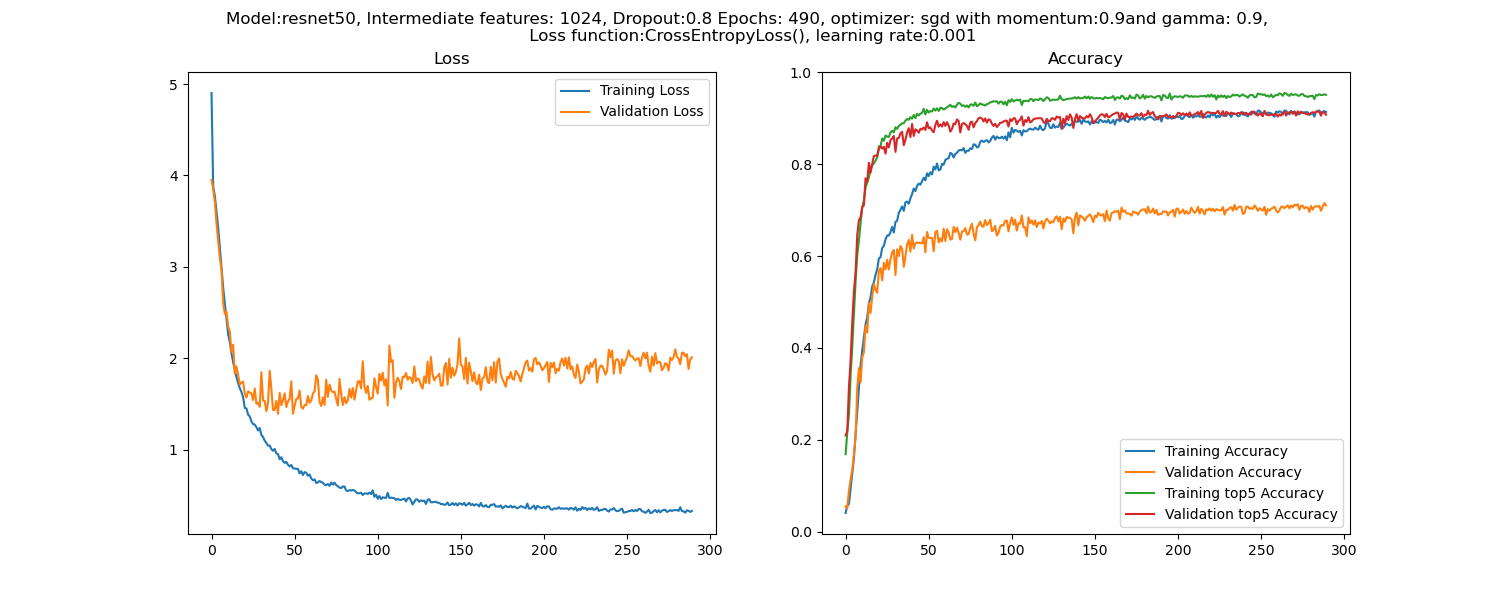 Model:resnet50, Intermediate features: 1024, Dropout:0.8 Epochs: 490, optimizer: sgd with momentum:0.9and gamma: 0.9,
Loss function:CrossEntropyLoss(), learning rate:0.001
Loss
5
4
3
2
1
0
50
100
150
200
250
300
Training Loss
Validation Loss
Accuracy
1.0
0.8
0.6
0.4
0.2
0.0
0
50
100
150
200
250
300
Training Accuracy
Validation Accuracy
Training top5 Accuracy
Validation top5 Accuracy